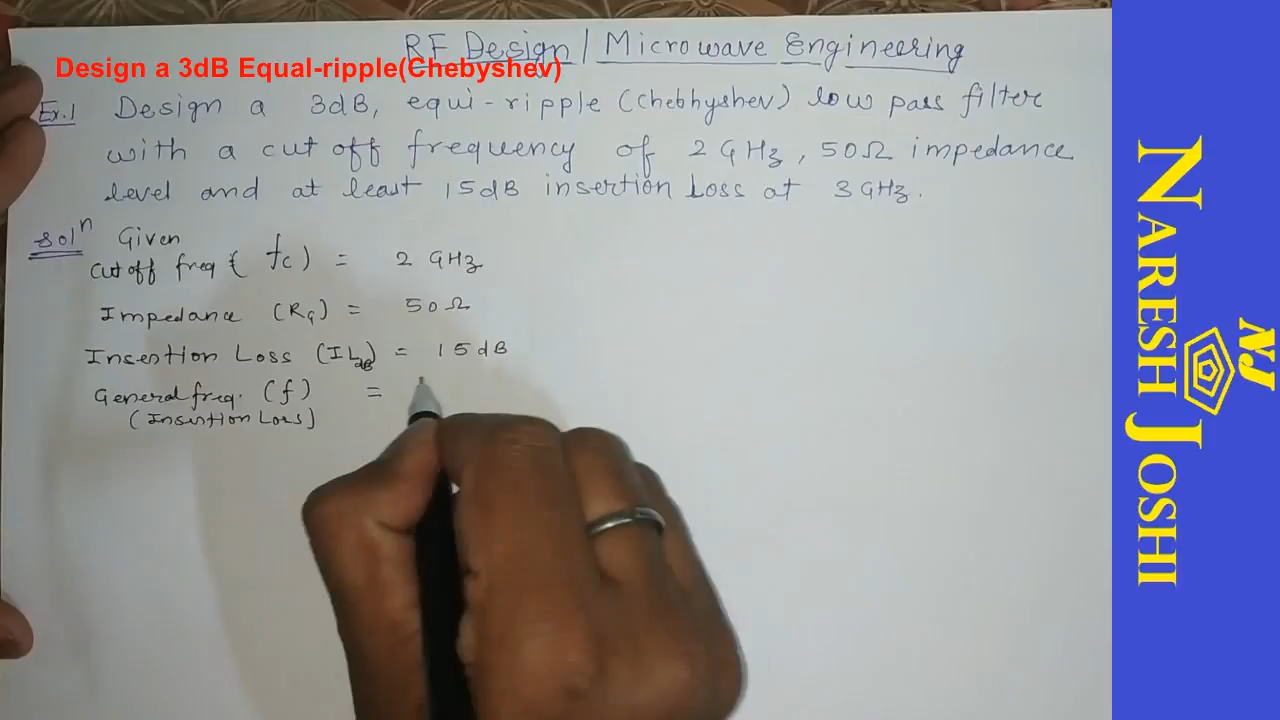 RF Design / Microwave Engineering
Design a 3dB Equal-ripple(Chebyshev)
Ex.1 Design a 3dB, equi-ripple (Chebhyshev) low pass filter
with a cut off frequency of 2 GHz, 50Ω impedance
level and at least 15dB insertion Loss at 3 GHz.
Solⁿ Given
Cut off freq ( fc ) = 2 GHz
Impedance (RG) = 50Ω
Insertion Loss (ILdB) = 15dB
General freq. (f) =
(Insertion Loss)
NARESH JOSHI
NJ